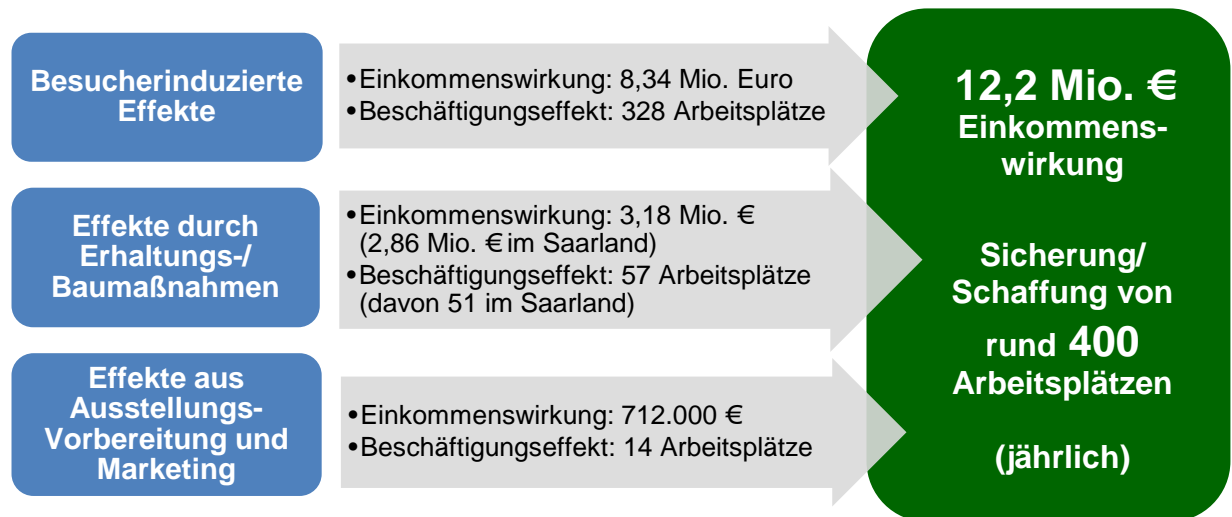 Besucherinduzierte
Effekte
•Einkommenswirkung: 8,34 Mio. Euro
•Beschäftigungseffekt: 328 Arbeitsplätze
Effekte durch
Erhaltungs-/
Baumaßnahmen
•Einkommenswirkung: 3,18 Mio. €
(2,86 Mio. € im Saarland)
•Beschäftigungseffekt: 57 Arbeitsplätze
(davon 51 im Saarland)
Effekte aus
Ausstellungs-
Vorbereitung und
Marketing
•Einkommenswirkung: 712.000 €
•Beschäftigungseffekt: 14 Arbeitsplätze
12,2 Mio. €
Einkommens-
wirkung
Sicherung/
Schaffung von
rund 400
Arbeitsplätzen
(jährlich)